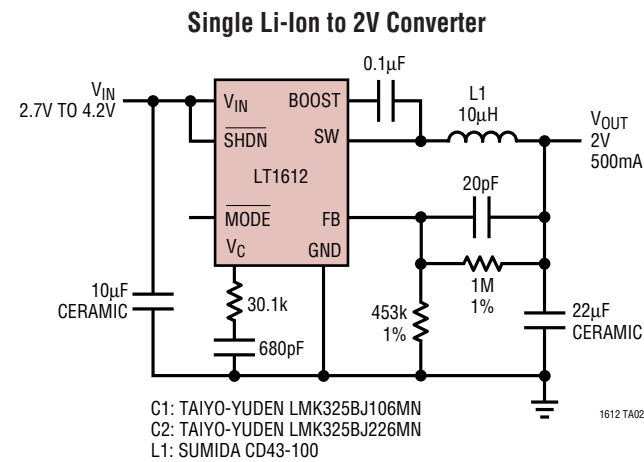 Single Li-Ion to 2V Converter
VIN
2.7V TO 4.2V
VIN
SHDN
LT1612
MODE
VC
BOOST
SW
FB
GND
0.1µF
L1
10µH
VOUT
2V
500mA
20pF
1M
1%
453k
1%
22µF
CERAMIC
10µF
CERAMIC
30.1k
680pF
C1: TAIYO-YUDEN LMK325BJ106MN
C2: TAIYO-YUDEN LMK325BJ226MN
L1: SUMIDA CD43-100
1612 TA02